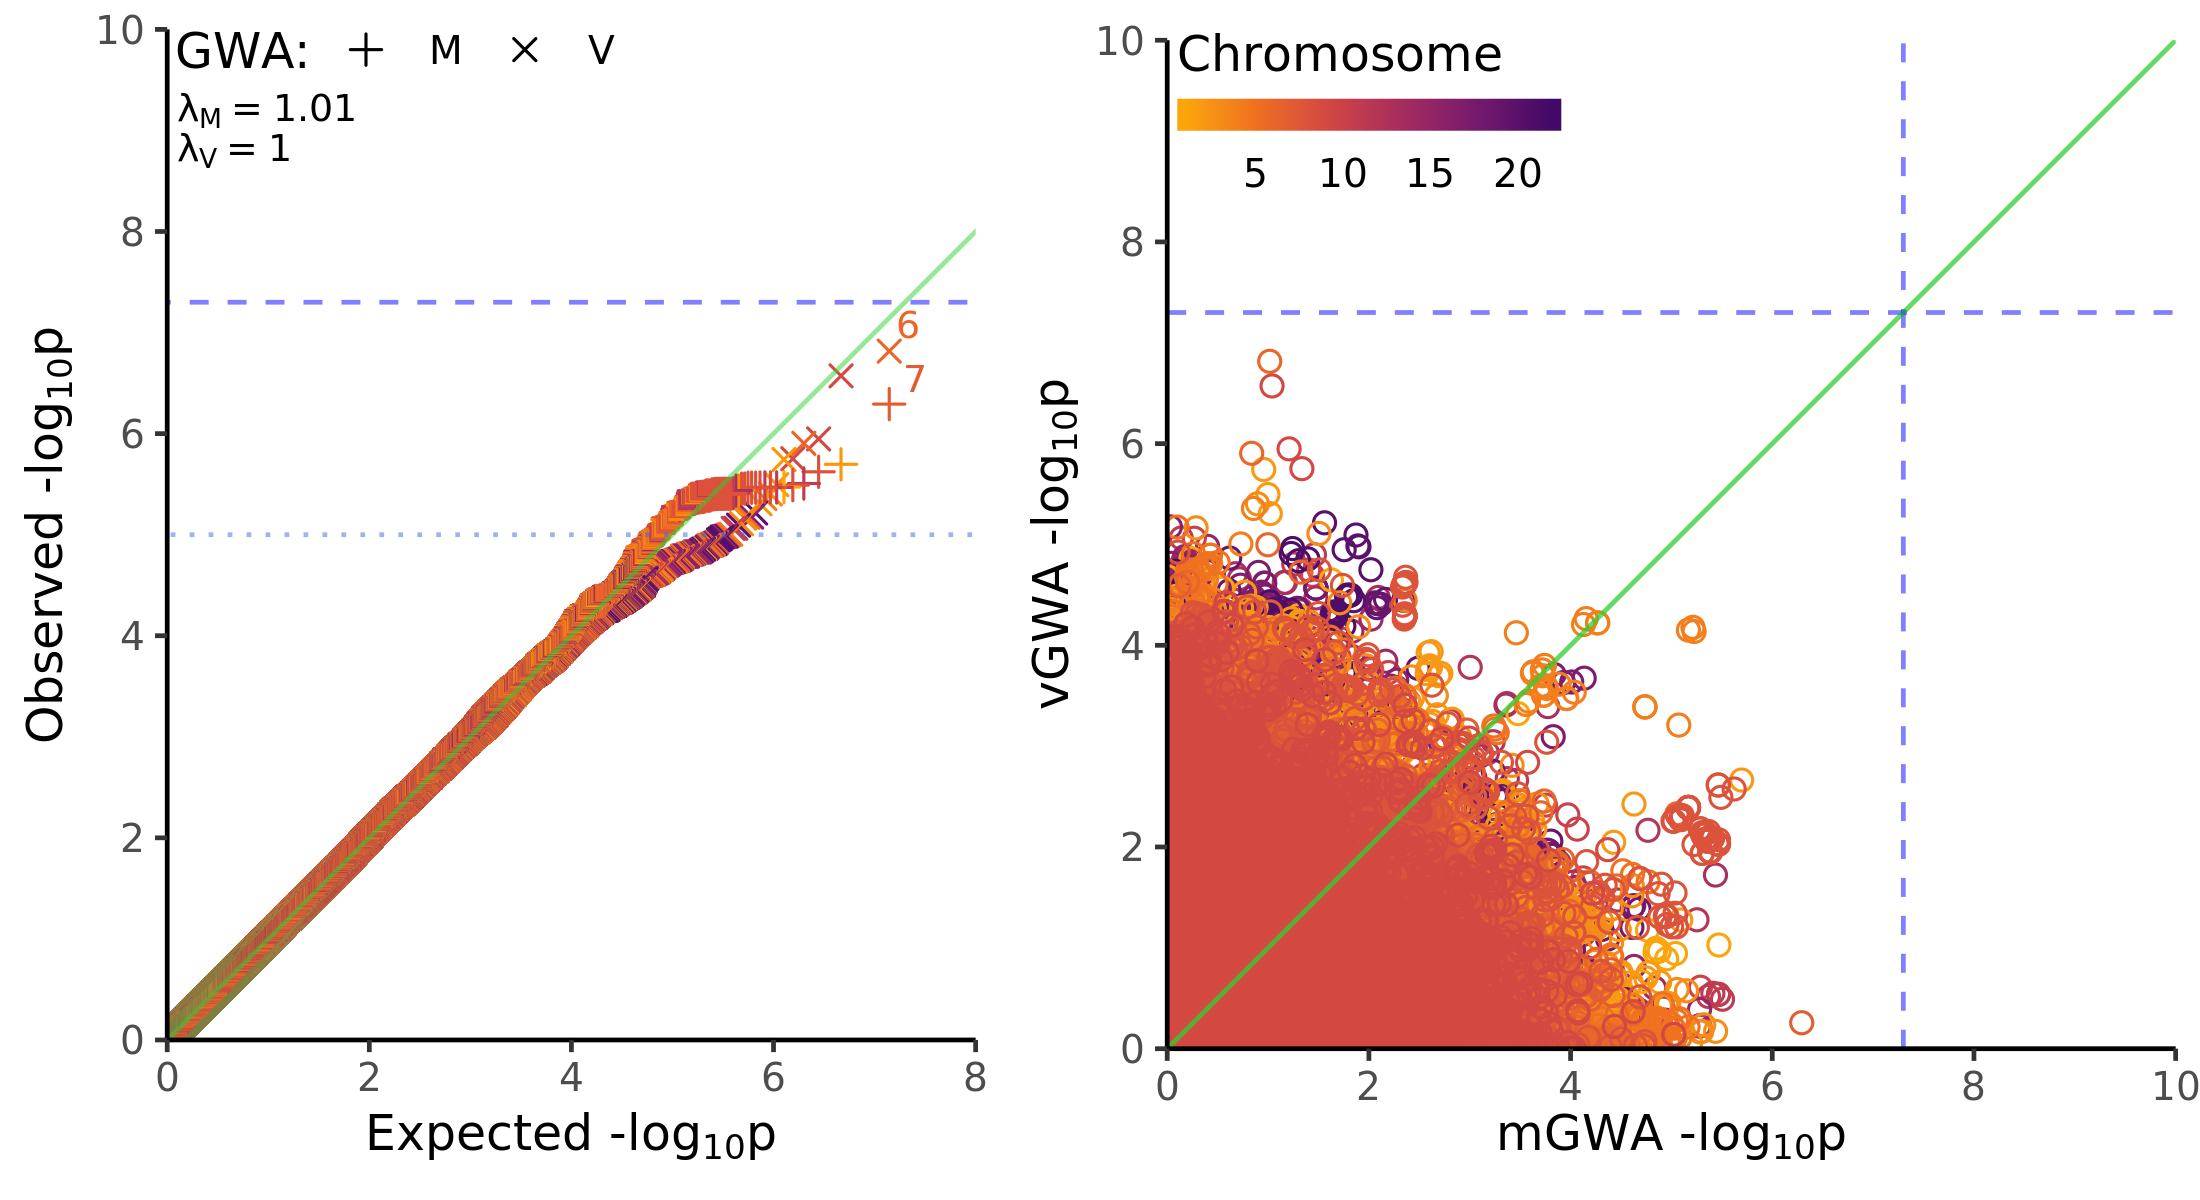 GWA: + M × V
λM = 1.01
λV = 1
10
8
6
4
2
0
6
7
0 2 4 6 8
Expected -log10p
Observed -log10p
Chromosome
5 10 15 20
10
8
6
4
2
0
0 2 4 6 8 10
mGWA -log10p
vGWA -log10p